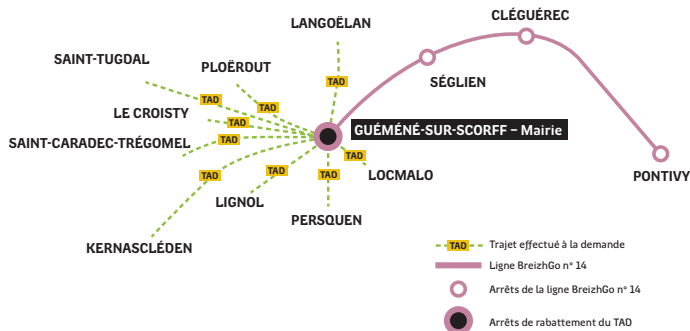 CLÉGUÉREC
LANGOËLAN
SAINT-TUGDAL
PLOËRDUT
SÉGLIEN
TAD
TAD
TAD
LE CROISTY
TAD
GUÉMÉNÉ-SUR-SCORFF – Mairie
SAINT-CARADEC-TRÉGOMEL
TAD
TAD
LOCMALO
TAD
TAD
TAD
PONTIVY
LIGNOL
PERSQUEN
KERNASCLÉDEN
TAD Trajet effectué à la demande
Ligne BreizhGo n° 14
Arrêts de la ligne BreizhGo n° 14
Arrêts de rabattement du TAD